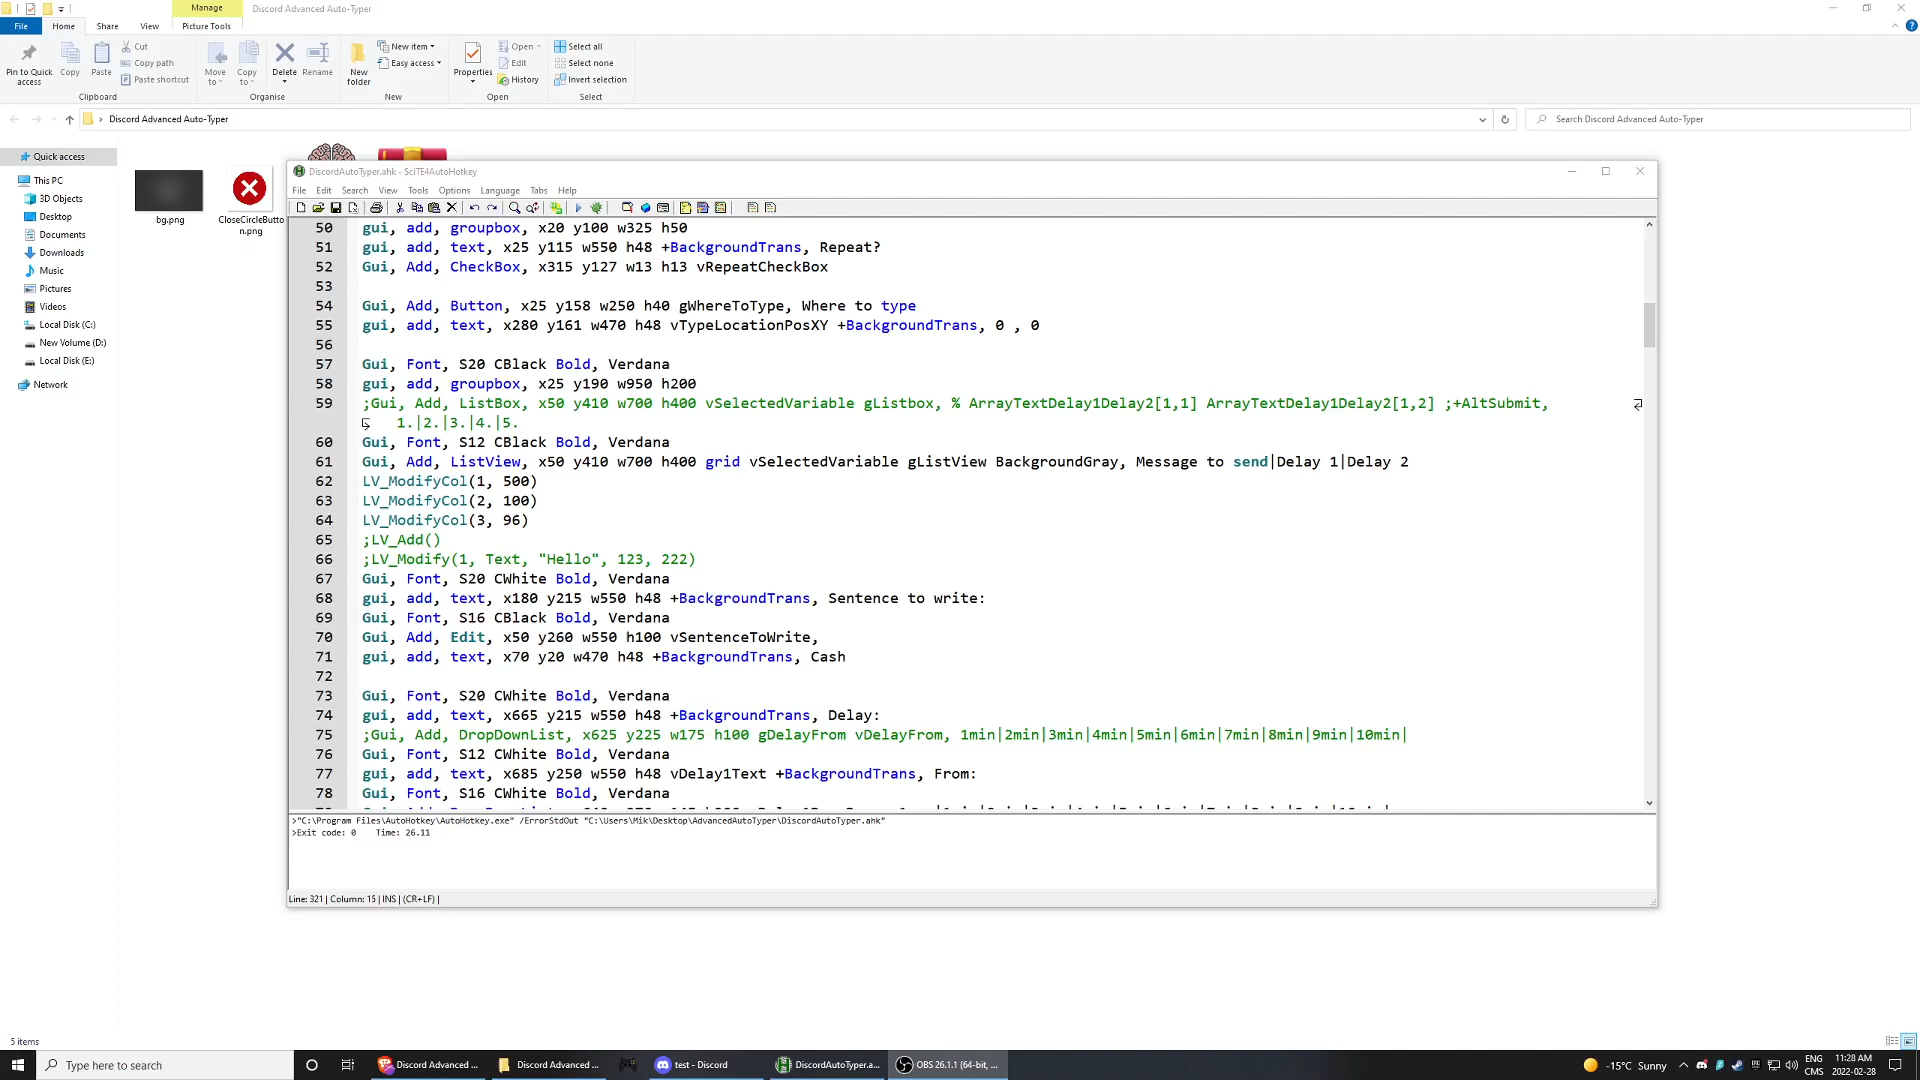 Manage
Discord Advanced Auto-Typer
File
Home
Share
View
Picture Tools
Pin to Quick access
Copy
Paste
Cut
Copy path
Paste shortcut
Move to
Copy to
Delete
Rename
New folder
New item
Easy access
Properties
Open
Edit
History
Select all
Select none
Invert selection
Clipboard
Organise
New
Open
Select
Discord Advanced Auto-Typer
Search Discord Advanced Auto-Typer
Quick access
This PC
3D Objects
Desktop
Documents
Downloads
Music
Pictures
Videos
Local Disk (C:)
New Volume (D:)
Local Disk (E:)
Network
bg.png
CloseCircleButto
n.png
DiscordAutoTyper.ahk - SciTE4AutoHotkey
File Edit Search View Tools Options Language Tabs Help
50 gui, add, groupbox, x20 y100 w325 h50
51 gui, add, text, x25 y115 w550 h48 +BackgroundTrans, Repeat?
52 Gui, Add, CheckBox, x315 y127 w13 h13 vRepeatCheckBox
53
54 Gui, Add, Button, x25 y158 w250 h40 gWhereToType, Where to type
55 gui, add, text, x280 y161 w470 h48 vTypeLocationPosXY +BackgroundTrans, 0 , 0
56
57 Gui, Font, S20 CBlack Bold, Verdana
58 gui, add, groupbox, x25 y190 w950 h200
59 ;Gui, Add, ListBox, x50 y410 w700 h400 vSelectedVariable gListbox, % ArrayTextDelay1Delay2[1,1] ArrayTextDelay1Delay2[1,2] ;+AltSubmit,
1.|2.|3.|4.|5.
60 Gui, Font, S12 CBlack Bold, Verdana
61 Gui, Add, ListView, x50 y410 w700 h400 grid vSelectedVariable gListView BackgroundGray, Message to send|Delay 1|Delay 2
62 LV_ModifyCol(1, 500)
63 LV_ModifyCol(2, 100)
64 LV_ModifyCol(3, 96)
65 ;LV_Add()
66 ;LV_Modify(1, Text, "Hello", 123, 222)
67 Gui, Font, S20 CWhite Bold, Verdana
68 gui, add, text, x180 y215 w550 h48 +BackgroundTrans, Sentence to write:
69 Gui, Font, S16 CBlack Bold, Verdana
70 Gui, Add, Edit, x50 y260 w550 h100 vSentenceToWrite,
71 gui, add, text, x70 y20 w470 h48 +BackgroundTrans, Cash
72
73 Gui, Font, S20 CWhite Bold, Verdana
74 gui, add, text, x665 y215 w550 h48 +BackgroundTrans, Delay:
75 ;Gui, Add, DropDownList, x625 y225 w175 h100 gDelayFrom vDelayFrom, 1min|2min|3min|4min|5min|6min|7min|8min|9min|10min|
76 Gui, Font, S12 CWhite Bold, Verdana
77 gui, add, text, x685 y250 w550 h48 vDelay1Text +BackgroundTrans, From:
78 Gui, Font, S16 CWhite Bold, Verdana
>"C:\Program Files\AutoHotkey\AutoHotkey.exe" /ErrorStdOut "C:\Users\Mik\Desktop\AdvancedAutoTyper\DiscordAutoTyper.ahk"
>Exit code: 0 Time: 26.11
Line: 321 | Column: 15 | INS | (CR+LF) |
5 items
Type here to search
Discord Advanced ...
Discord Advanced ...
test - Discord
DiscordAutoTyper.a...
OBS 26.1.1 (64-bit, ...
-15°C Sunny
ENG
CMS
11:28 AM
2022-02-28